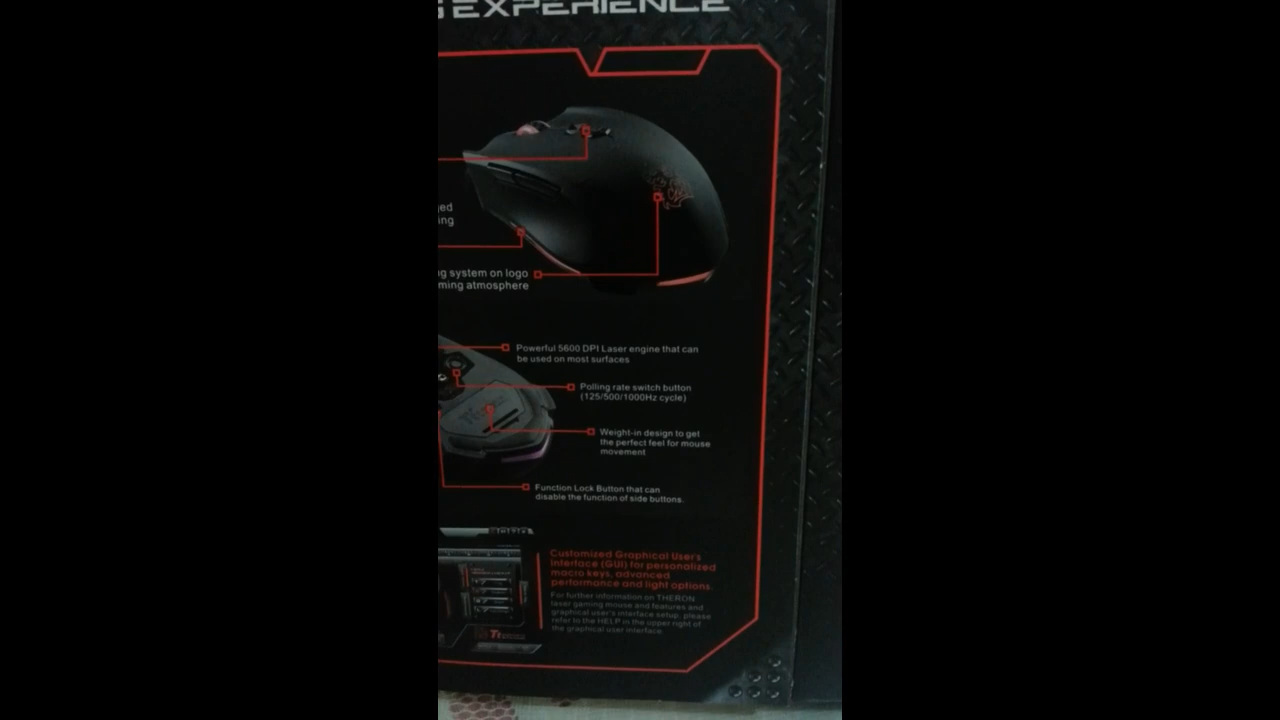 EXPERIENCE
ged
ing
ng system on logo
ming atmosphere
Powerful 5600 DPI Laser engine that can
be used on most surfaces
Polling rate switch button
(125/500/1000Hz cycle)
Weight-in design to get
the perfect feel for mouse
movement
Function Lock Button that can
disable the function of side buttons.
Customized Graphical User's
Interface (GUI) for personalized
macro keys, advanced
performance and light options.
For further information on THERON
laser gaming mouse and features and
graphical user's interface setup, please
refer to the HELP in the upper right of
the graphical user interface.
Tt